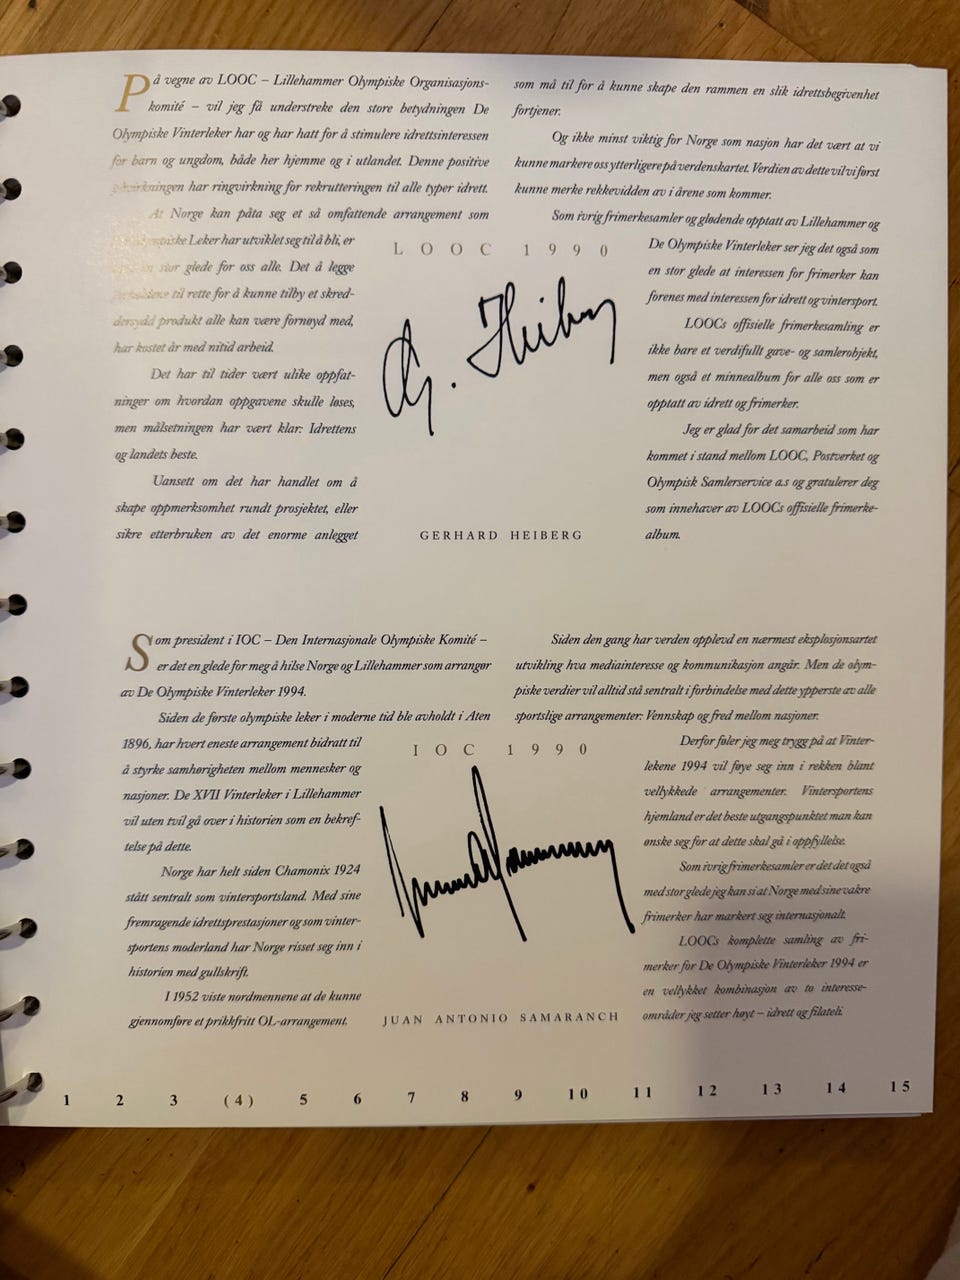 På vegne av LOOC – Lillehammer Olympiske Organisasjons-
komité – vil jeg få understreke den store betydningen De
Olympiske Vinterleker har og har hatt for å stimulere idrettsinteressen
for barn og ungdom, både her hjemme og i utlandet. Denne positive
påvirkningen har ringvirkning for rekrutteringen til alle typer idrett.
At Norge kan påta seg et så omfattende arrangement som
Olympiske Leker har utviklet seg til å bli, er
stor glede for oss alle. Det å legge
til rette for å kunne tilby et skred-
dersydd produkt alle kan være fornøyd med,
har kostet år med nitid arbeid.
Det har til tider vært ulike oppfat-
ninger om hvordan oppgavene skulle løses,
men målsetningen har vært klar: Idrettens
og landets beste.
Uansett om det har handlet om å
skape oppmerksomhet rundt prosjektet, eller
sikre etterbruken av det enorme anlegget
som må til for å kunne skape den rammen en slik idrettsbegivenhet
fortjener.
Og ikke minst viktig for Norge som nasjon har det vært at vi
kunne markere oss ytterligere på verdenskartet. Verdien av dette vil vi først
kunne merke rekkevidden av i årene som kommer.
Som ivrig frimerkesamler og glødende opptatt av Lillehammer og
De Olympiske Vinterleker ser jeg det også som
en stor glede at interessen for frimerker kan
forenes med interessen for idrett og vintersport.
LOOCs offisielle frimerkesamling er
ikke bare et verdifullt gave- og samlerobjekt,
men også et minnealbum for alle oss som er
opptatt av idrett og frimerker.
Jeg er glad for det samarbeid som har
kommet i stand mellom LOOC, Postverket og
Olympisk Samlerservice a.s og gratulerer deg
som innehaver av LOOCs offisielle frimerke-
album.
LOOC 1990
G. Heiberg
GERHARD HEIBERG
Som president i IOC – Den Internasjonale Olympiske Komité –
er det en glede for meg å hilse Norge og Lillehammer som arrangør
av De Olympiske Vinterleker 1994.
Siden de første olympiske leker i moderne tid ble avholdt i Aten
1896, har hvert eneste arrangement bidratt til
å styrke samhørigheten mellom mennesker og
nasjoner. De XVII Vinterleker i Lillehammer
vil uten tvil gå over i historien som en bekref-
telse på dette.
Norge har helt siden Chamonix 1924
stått sentralt som vintersportsland. Med sine
fremragende idrettsprestasjoner og som vinter-
sportens moderland har Norge risset seg inn i
historien med gullskrift.
I 1952 viste nordmennene at de kunne
gjennomføre et prikkfritt OL-arrangement.
Siden den gang har verden opplevd en nærmest eksplosjonsartet
utvikling hva mediainteresse og kommunikasjon angår. Men de olym-
piske verdier vil alltid stå sentralt i forbindelse med dette ypperste av alle
sportslige arrangementer: Vennskap og fred mellom nasjoner.
Derfor føler jeg meg trygg på at Vinter-
lekene 1994 vil føye seg inn i rekken blant
vellykkede arrangementer. Vintersportens
hjemland er det beste utgangspunktet man kan
ønske seg for at dette skal gå i oppfyllelse.
Som ivrig frimerkesamler er det det også
med stor glede jeg kan si at Norge med sine vakre
frimerker har markert seg internasjonalt.
LOOCs komplette samling av fri-
merker for De Olympiske Vinterleker 1994 er
en vellykket kombinasjon av to interesse-
områder jeg setter høyt – idrett og filateli.
IOC 1990
JUAN ANTONIO SAMARANCH
1 2 3 (4) 5 6 7 8 9 10 11 12 13 14 15